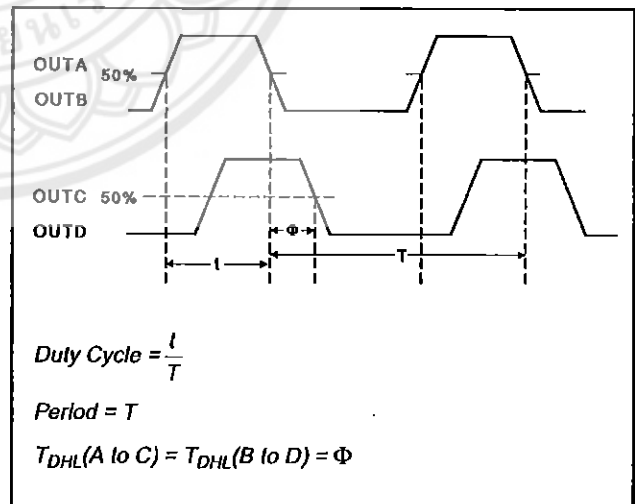 OUTA 50%
OUTB
OUTC 50%
OUTD
Φ
t
T
Duty Cycle = t/T
Period = T
T_DHL(A to C) = T_DHL(B to D) = Φ